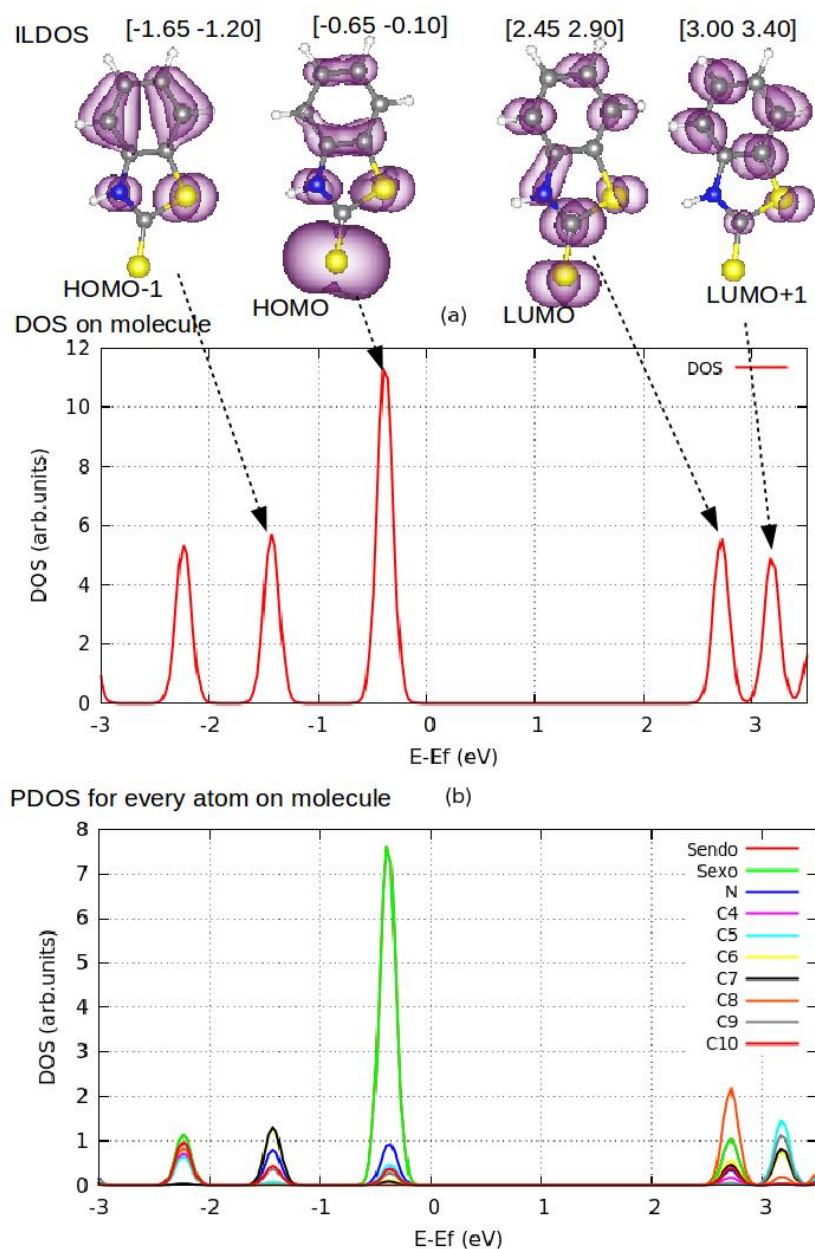 ILDOS [-1.65 -1.20] [-0.65 -0.10] [2.45 2.90] [3.00 3.40]
HOMO-1
HOMO
LUMO
LUMO+1
(a)
DOS on molecule
12
10
8
6
4
2
0
DOS (arb.units)
DOS
-3 -2 -1 0 1 2 3
E-Ef (eV)
PDOS for every atom on molecule (b)
8
7
6
5
4
3
2
1
0
DOS (arb.units)
Sendo
Sexo
N
C4
C5
C6
C7
C8
C9
C10
-3 -2 -1 0 1 2 3
E-Ef (eV)